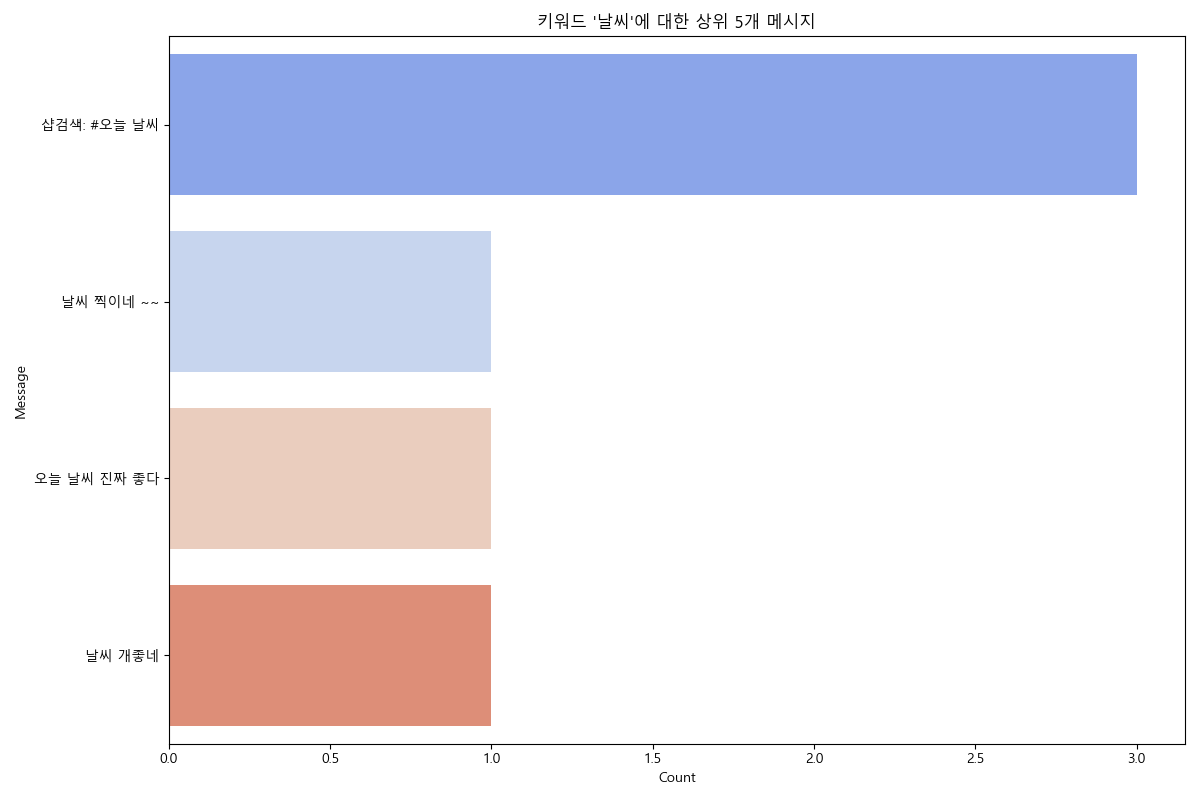 키워드 '날씨'에 대한 상위 5개 메시지
샵검색: #오늘 날씨
날씨 찍이네 ~~
오늘 날씨 진짜 좋다
날씨 개좋네
Message
0.0 0.5 1.0 1.5 2.0 2.5 3.0
Count